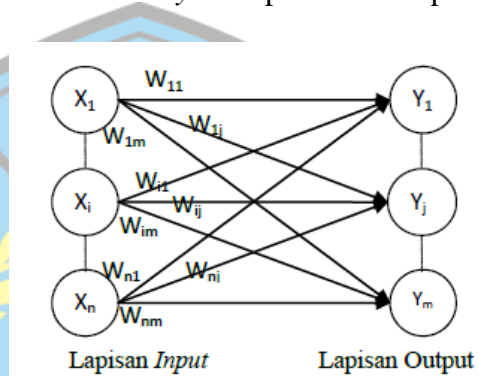 X₁ W₁₁ Y₁
W₁ⱼ
W₁ₘ
Wᵢ₁
Xᵢ Wᵢⱼ Yⱼ
Wᵢₘ
Wₙ₁ Wₙⱼ
Xₙ Yₘ
Wₙₘ
Lapisan Input Lapisan Output